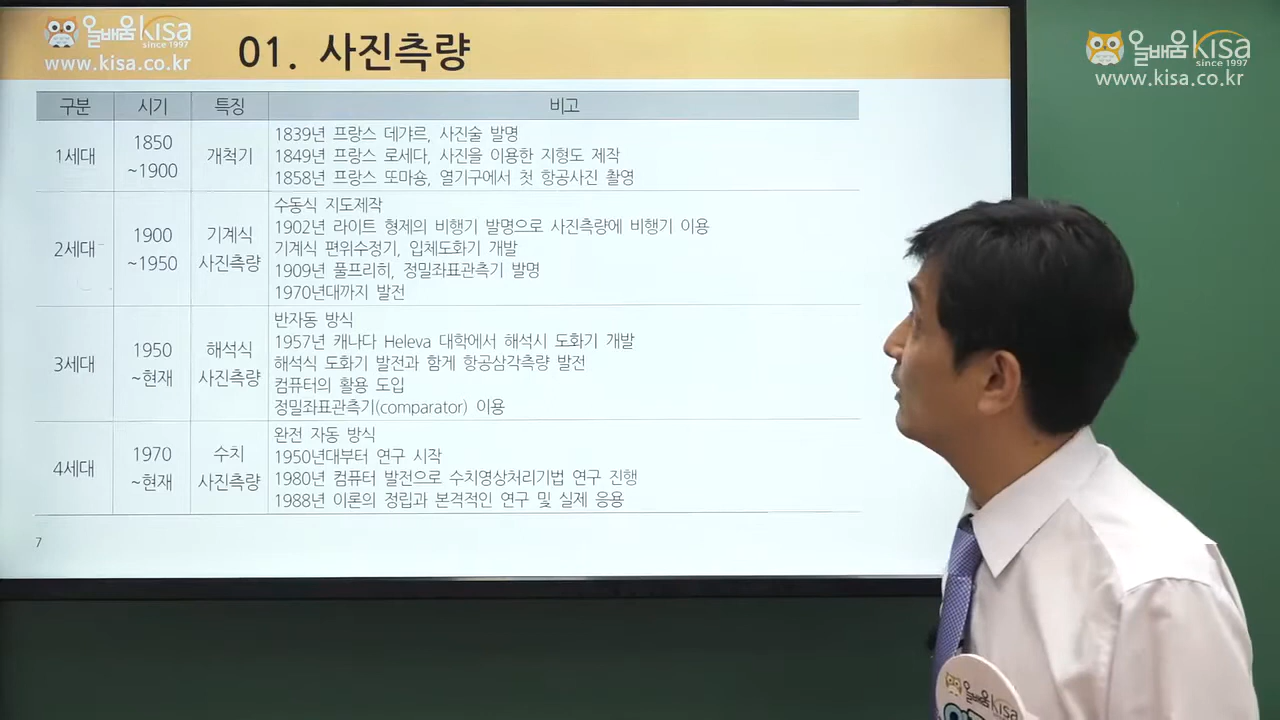 올배움kisa
since 1997
www.kisa.co.kr
01. 사진측량
올배움kisa
since 1997
www.kisa.co.kr
구분 시기 특징 비고
1세대 1850 ~1900 개척기
1839년 프랑스 데갸르, 사진술 발명
1849년 프랑스 로세다, 사진을 이용한 지형도 제작
1858년 프랑스 또마숑, 열기구에서 첫 항공사진 촬영
2세대 1900 ~1950 기계식 사진측량
수동식 지도제작
1902년 라이트 형제의 비행기 발명으로 사진측량에 비행기 이용
기계식 편위수정기, 입체도화기 개발
1909년 풀프리히, 정밀좌표관측기 발명
1970년대까지 발전
3세대 1950 ~현재 해석식 사진측량
반자동 방식
1957년 캐나다 Heleva 대학에서 해석시 도화기 개발
해석식 도화기 발전과 함게 항공삼각측량 발전
컴퓨터의 활용 도입
정밀좌표관측기(comparator) 이용
4세대 1970 ~현재 수치 사진측량
완전 자동 방식
1950년대부터 연구 시작
1980년 컴퓨터 발전으로 수치영상처리기법 연구 진행
1988년 이론의 정립과 본격적인 연구 및 실제 응용
7
올배움kisa